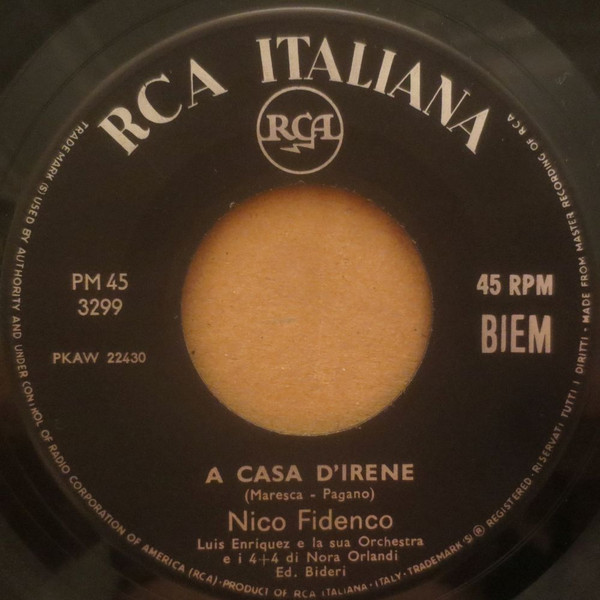 RCA ITALIANA
RCA
PM 45
3299
PKAW 22430
45 RPM
BIEM
A CASA D'IRENE
(Maresca - Pagano)
Nico Fidenco
Luis Enriquez e la sua Orchestra
e i 4+4 di Nora Orlandi
Ed. Bideri
TRADEMARK (S) USED BY AUTHORITY AND UNDER CONTROL OF RADIO CORPORATION OF AMERICA (RCA)·PRODUCT OF RCA ITALIANA·ITALY·TRADEMARK (S) ® REGISTERED·RISERVATI TUTTI I DIRITTI·MADE FROM MASTER RECORDING OF RCA